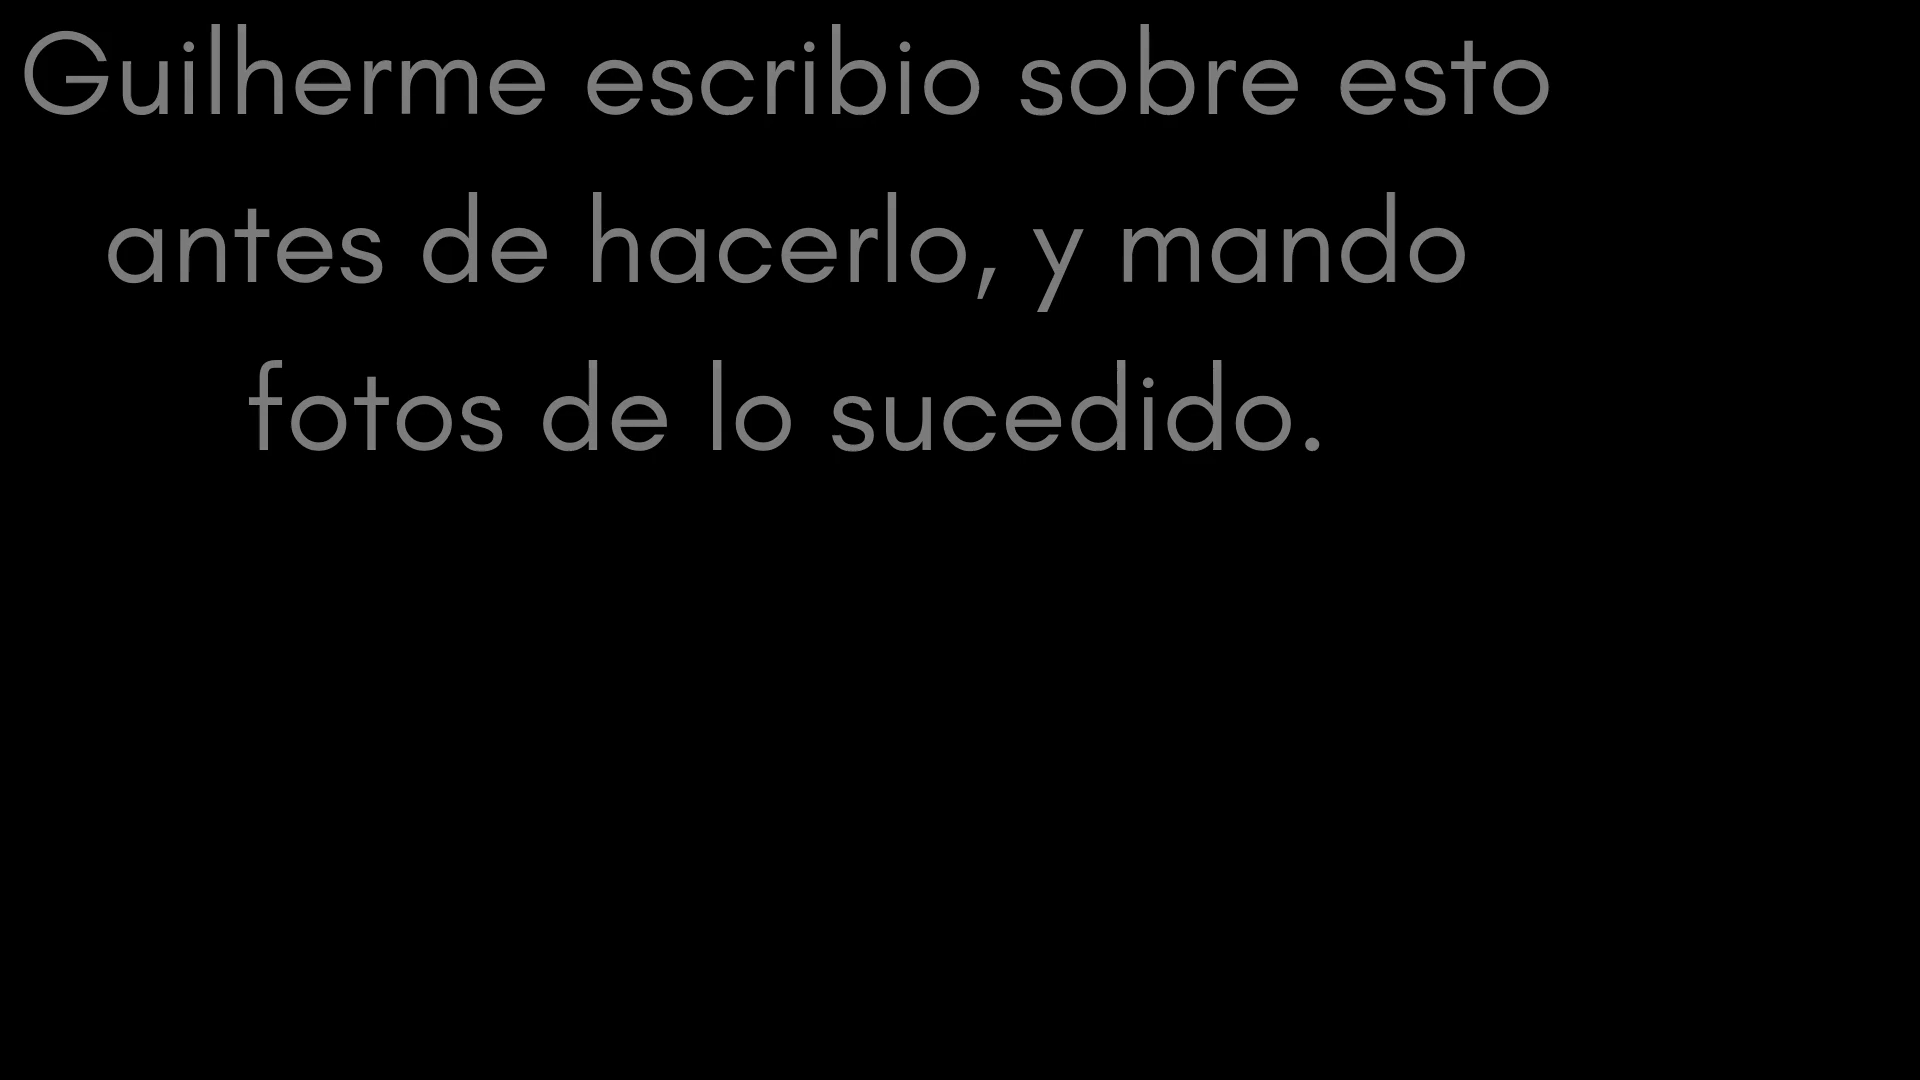 Guilherme escribio sobre esto
antes de hacerlo, y mando
fotos de lo sucedido.